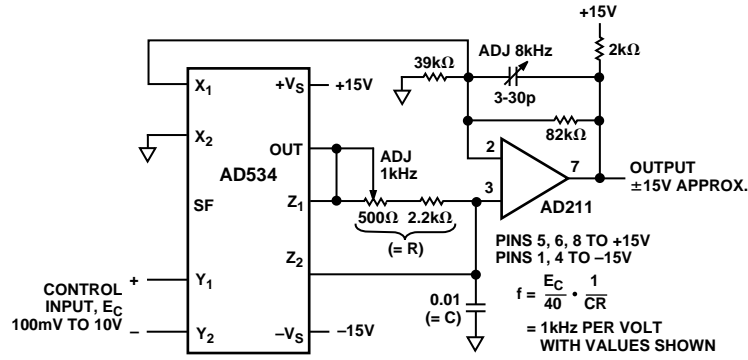 +15V
2kΩ
39kΩ
ADJ 8kHz
3-30p
82kΩ
X1
+VS
+15V
X2
OUT
ADJ
1kHz
AD534
SF
Z1
500Ω
2.2kΩ
(= R)
2
3
7
AD211
OUTPUT
±15V APPROX.
PINS 5, 6, 8 TO +15V
PINS 1, 4 TO –15V
Z2
CONTROL
INPUT, EC
100mV TO 10V
+
–
Y1
Y2
–VS
–15V
0.01
(= C)
f = EC/40 • 1/CR
= 1kHz PER VOLT
WITH VALUES SHOWN